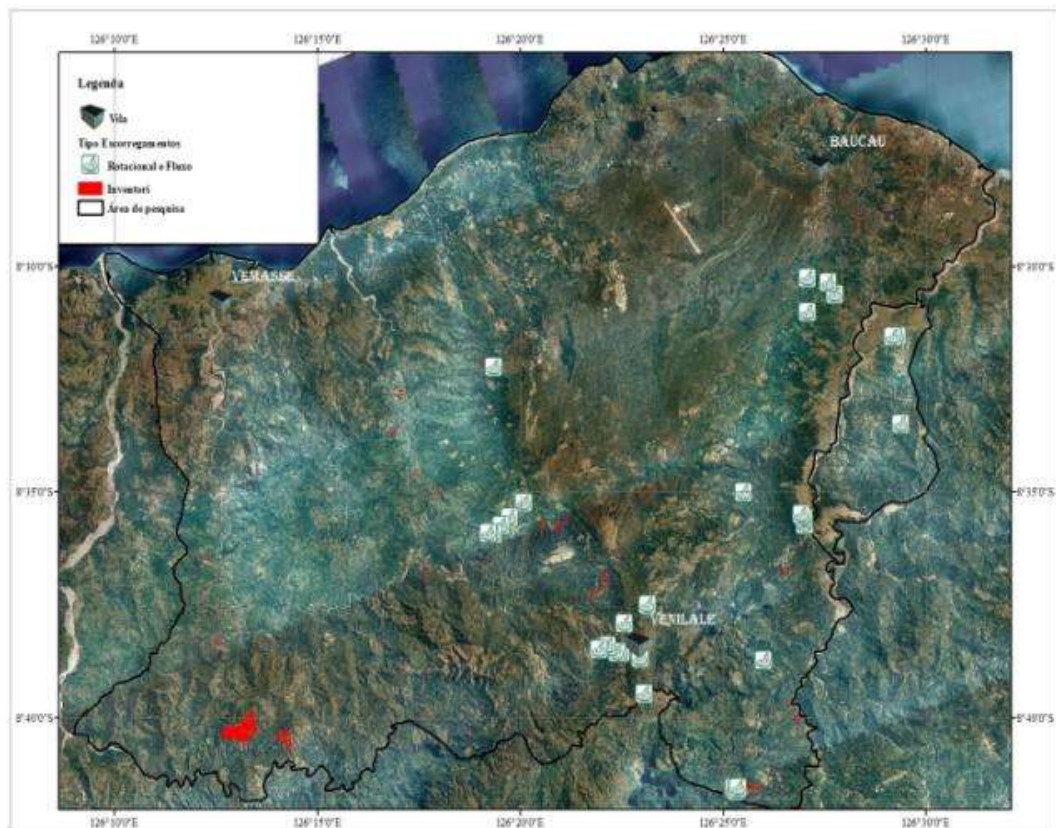 126°10'0"E 126°15'0"E 126°20'0"E 126°25'0"E 126°30'0"E
Legenda
Vila
Tipo Escorregamentos
Rotacional e Fluxo
Inventori
Área de pesquisa
BAUCAU
8°30'0"S 8°30'0"S
VEMASSE
8°35'0"S 8°35'0"S
VENILALE
8°40'0"S 8°40'0"S
126°10'0"E 126°15'0"E 126°20'0"E 126°25'0"E 126°30'0"E